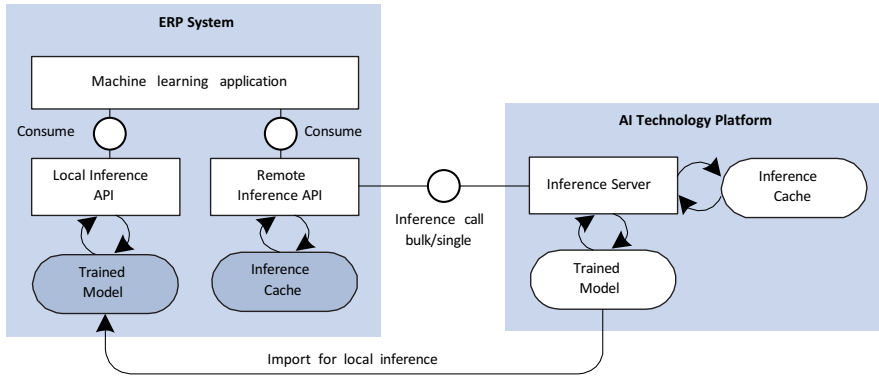 ERP System
Machine learning application
Consume
Consume
Local Inference
API
Remote
Inference API
Trained
Model
Inference
Cache
Inference call
bulk/single
AI Technology Platform
Inference Server
Inference
Cache
Trained
Model
Import for local inference